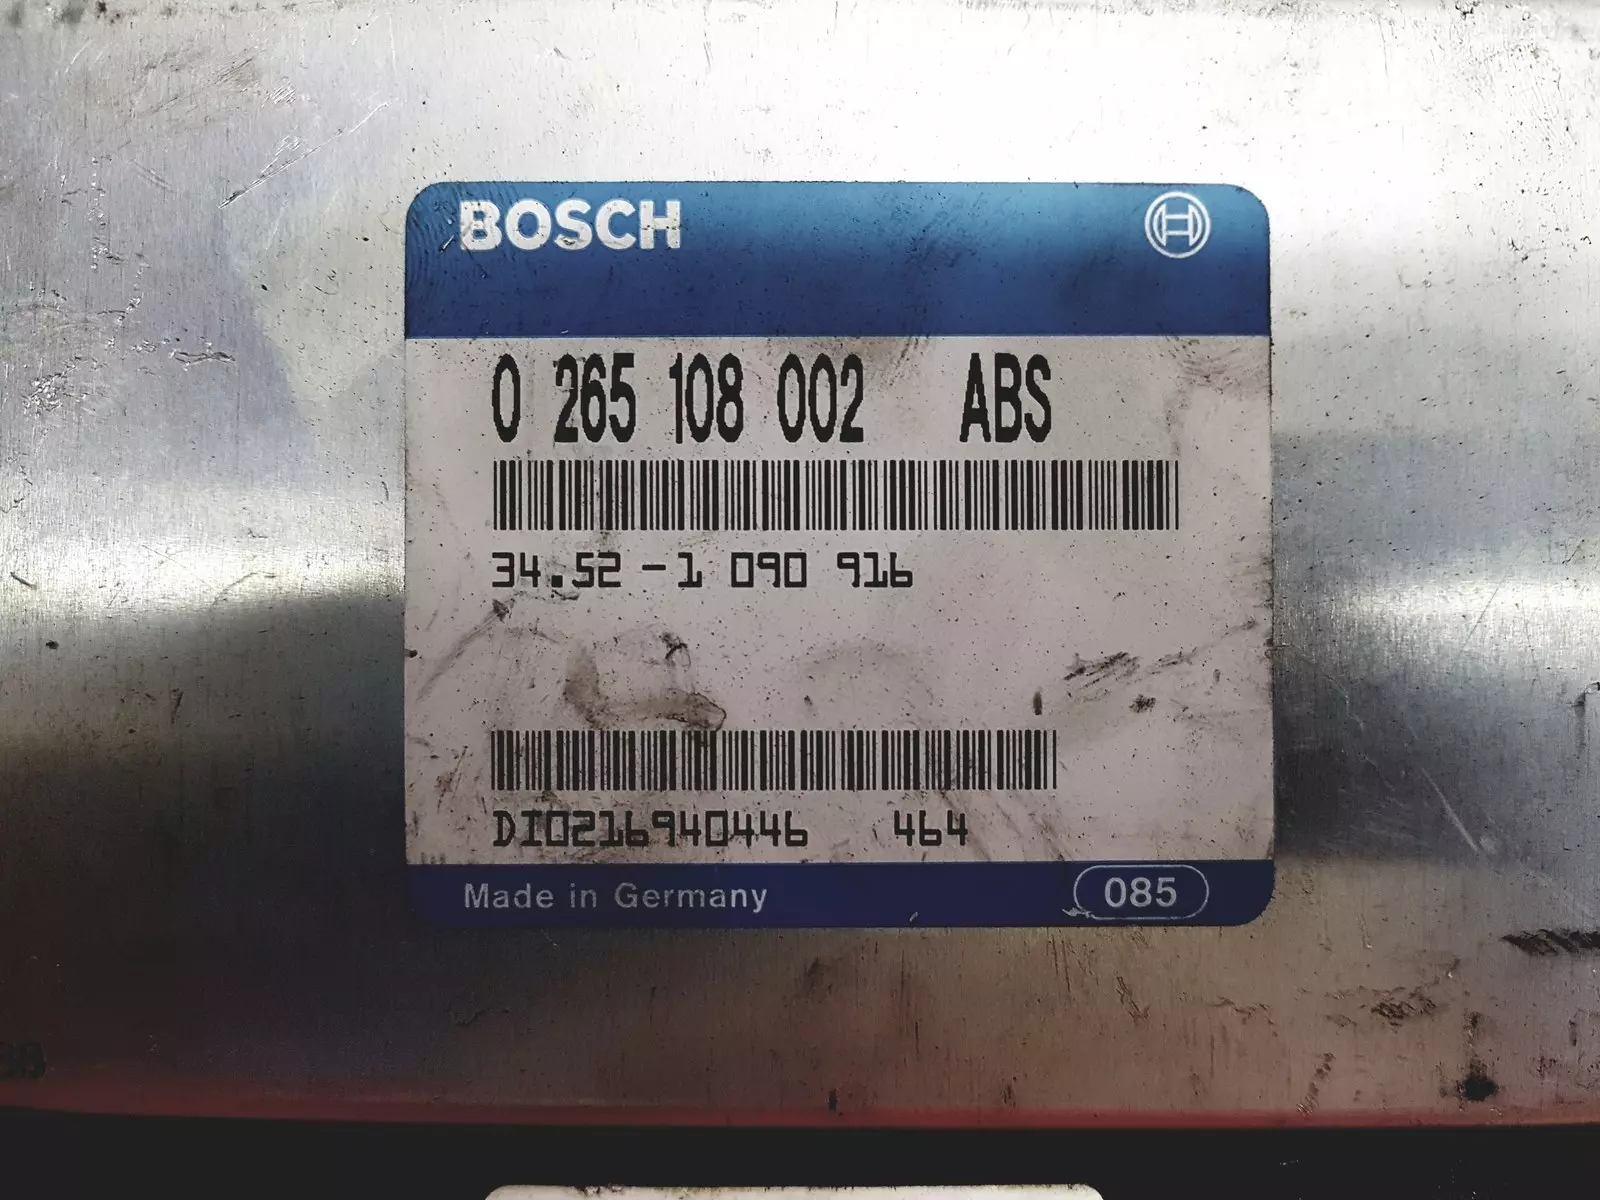 BOSCH
0 265 108 002 ABS
34.52 -1 090 916
DI0216940446 464
Made in Germany 085